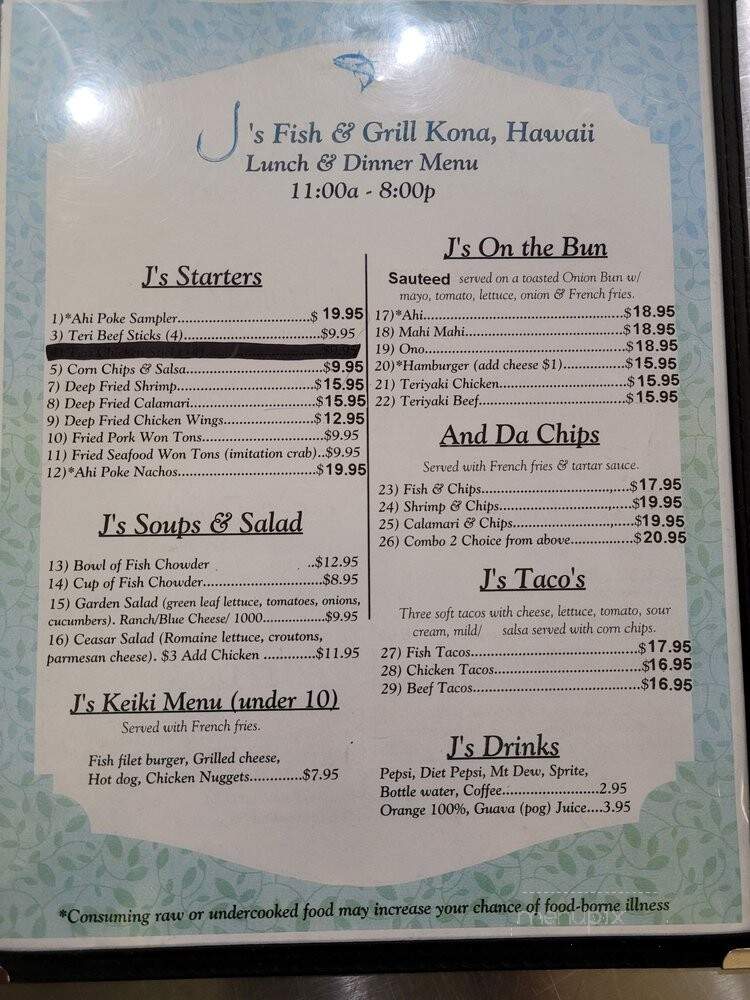 J's Fish & Grill Kona, Hawaii
Lunch & Dinner Menu
11:00a - 8:00p
J's Starters
1)*Ahi Poke Sampler..................................$ 19.95
3) Teri Beef Sticks (4)...................................$9.95
5) Corn Chips & Salsa...................................$9.95
7) Deep Fried Shrimp...................................$15.95
8) Deep Fried Calamari................................$15.95
9) Deep Fried Chicken Wings.......................$12.95
10) Fried Pork Won Tons...............................$9.95
11) Fried Seafood Won Tons (imitation crab)..$9.95
12)*Ahi Poke Nachos...................................$19.95
J's Soups & Salad
13) Bowl of Fish Chowder . ..$12.95
14) Cup of Fish Chowder..............................$8.95
15) Garden Salad (green leaf lettuce, tomatoes, onions,
cucumbers). Ranch/Blue Cheese/ 1000................$9.95
16) Ceasar Salad (Romaine lettuce, croutons,
parmesan cheese). $3 Add Chicken .............$11.95
J's Keiki Menu (under 10)
Served with French fries.
Fish filet burger, Grilled cheese,
Hot dog, Chicken Nuggets.............$7.95
J's On the Bun
Sauteed served on a toasted Onion Bun w/
mayo, tomato, lettuce, onion & French fries.
17)*Ahi..................................................$18.95
18) Mahi Mahi.......................................$18.95
19) Ono..................................................$18.95
20)*Hamburger (add cheese $1)...............$15.95
21) Teriyaki Chicken...............................$15.95
22) Teriyaki Beef....................................$15.95
And Da Chips
Served with French fries & tartar sauce.
23) Fish & Chips................................,....$17.95
24) Shrimp & Chips...........................,.....$19.95
25) Calamari & Chips........................,.....$19.95
26) Combo 2 Choice from above................$20.95
J's Taco's
Three soft tacos with cheese, lettuce, tomato, sour
cream, mild/ salsa served with corn chips.
27) Fish Tacos..........................................$17.95
28) Chicken Tacos.....................................$16.95
29) Beef Tacos..........................................$16.95
J's Drinks
Pepsi, Diet Pepsi, Mt Dew, Sprite,
Bottle water, Coffee........................2.95
Orange 100%, Guava (pog) Juice....3.95
*Consuming raw or undercooked food may increase your chance of food-borne illness
menupix